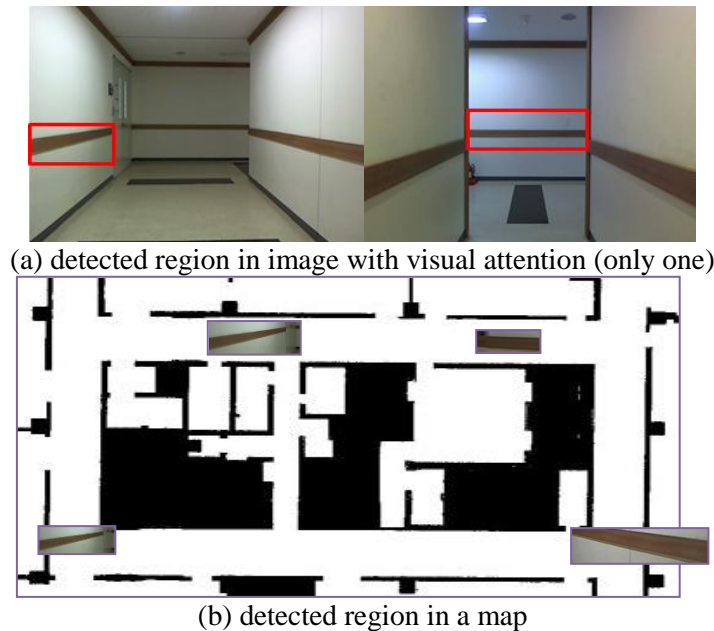 (a) detected region in image with visual attention (only one)
(b) detected region in a map